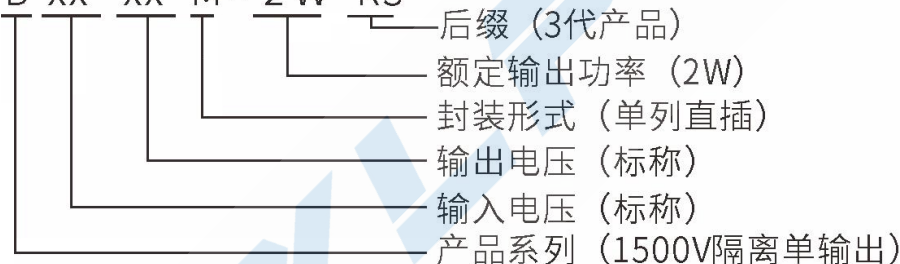 后缀（3代产品）
额定输出功率（2W）
封装形式（单列直插）
输出电压（标称）
输入电压（标称）
产品系列（1500V隔离单输出）